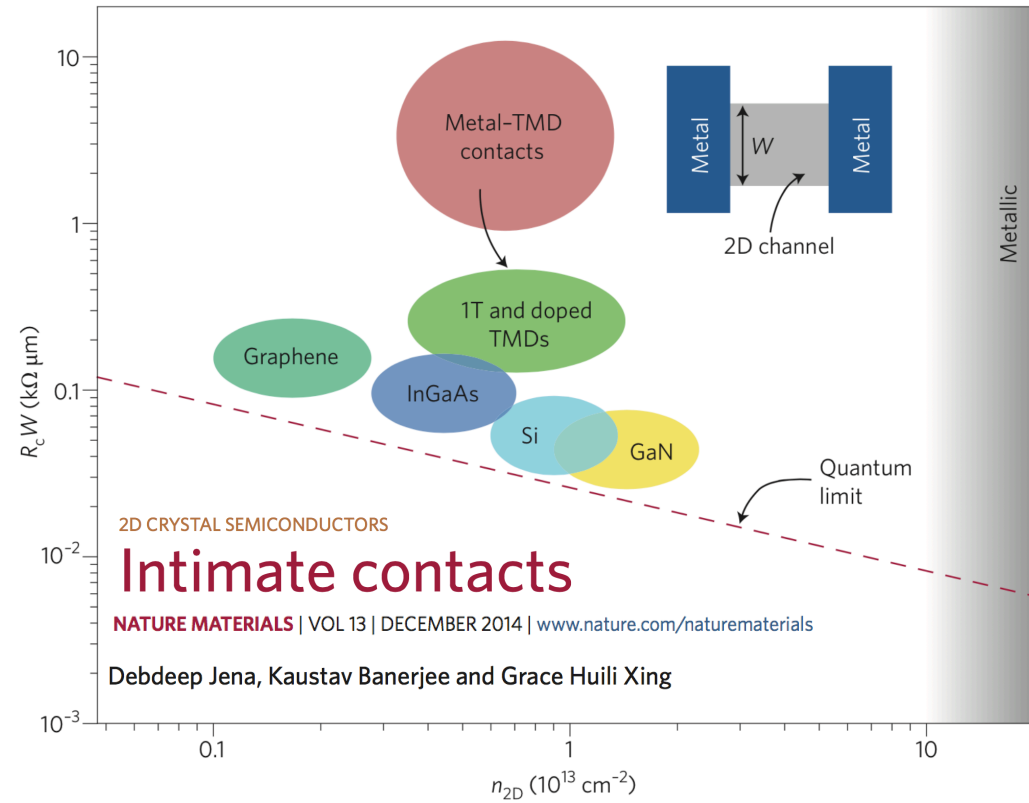 10
1
0.1
10⁻²
10⁻³
R_cW (kΩ μm)
Metal–TMD
contacts
Metal
W
Metal
2D channel
Metallic
1T and doped
TMDs
Graphene
InGaAs
Si
GaN
Quantum
limit
2D CRYSTAL SEMICONDUCTORS
Intimate contacts
NATURE MATERIALS | VOL 13 | DECEMBER 2014 | www.nature.com/naturematerials
Debdeep Jena, Kaustav Banerjee and Grace Huili Xing
0.1
1
10
n_2D (10¹³ cm⁻²)